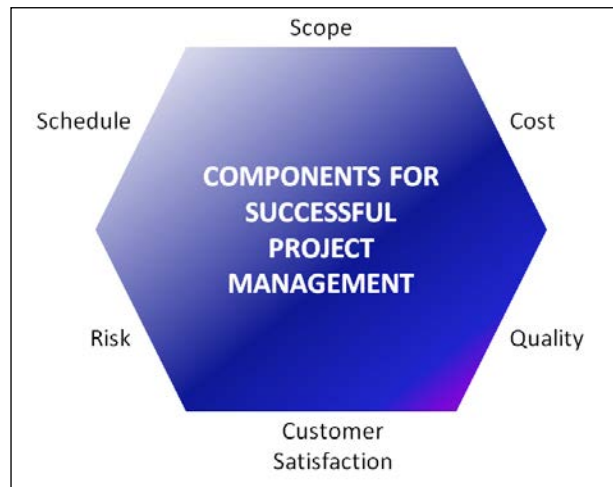 Scope
Schedule
Cost
COMPONENTS FOR
SUCCESSFUL
PROJECT
MANAGEMENT
Risk
Quality
Customer
Satisfaction